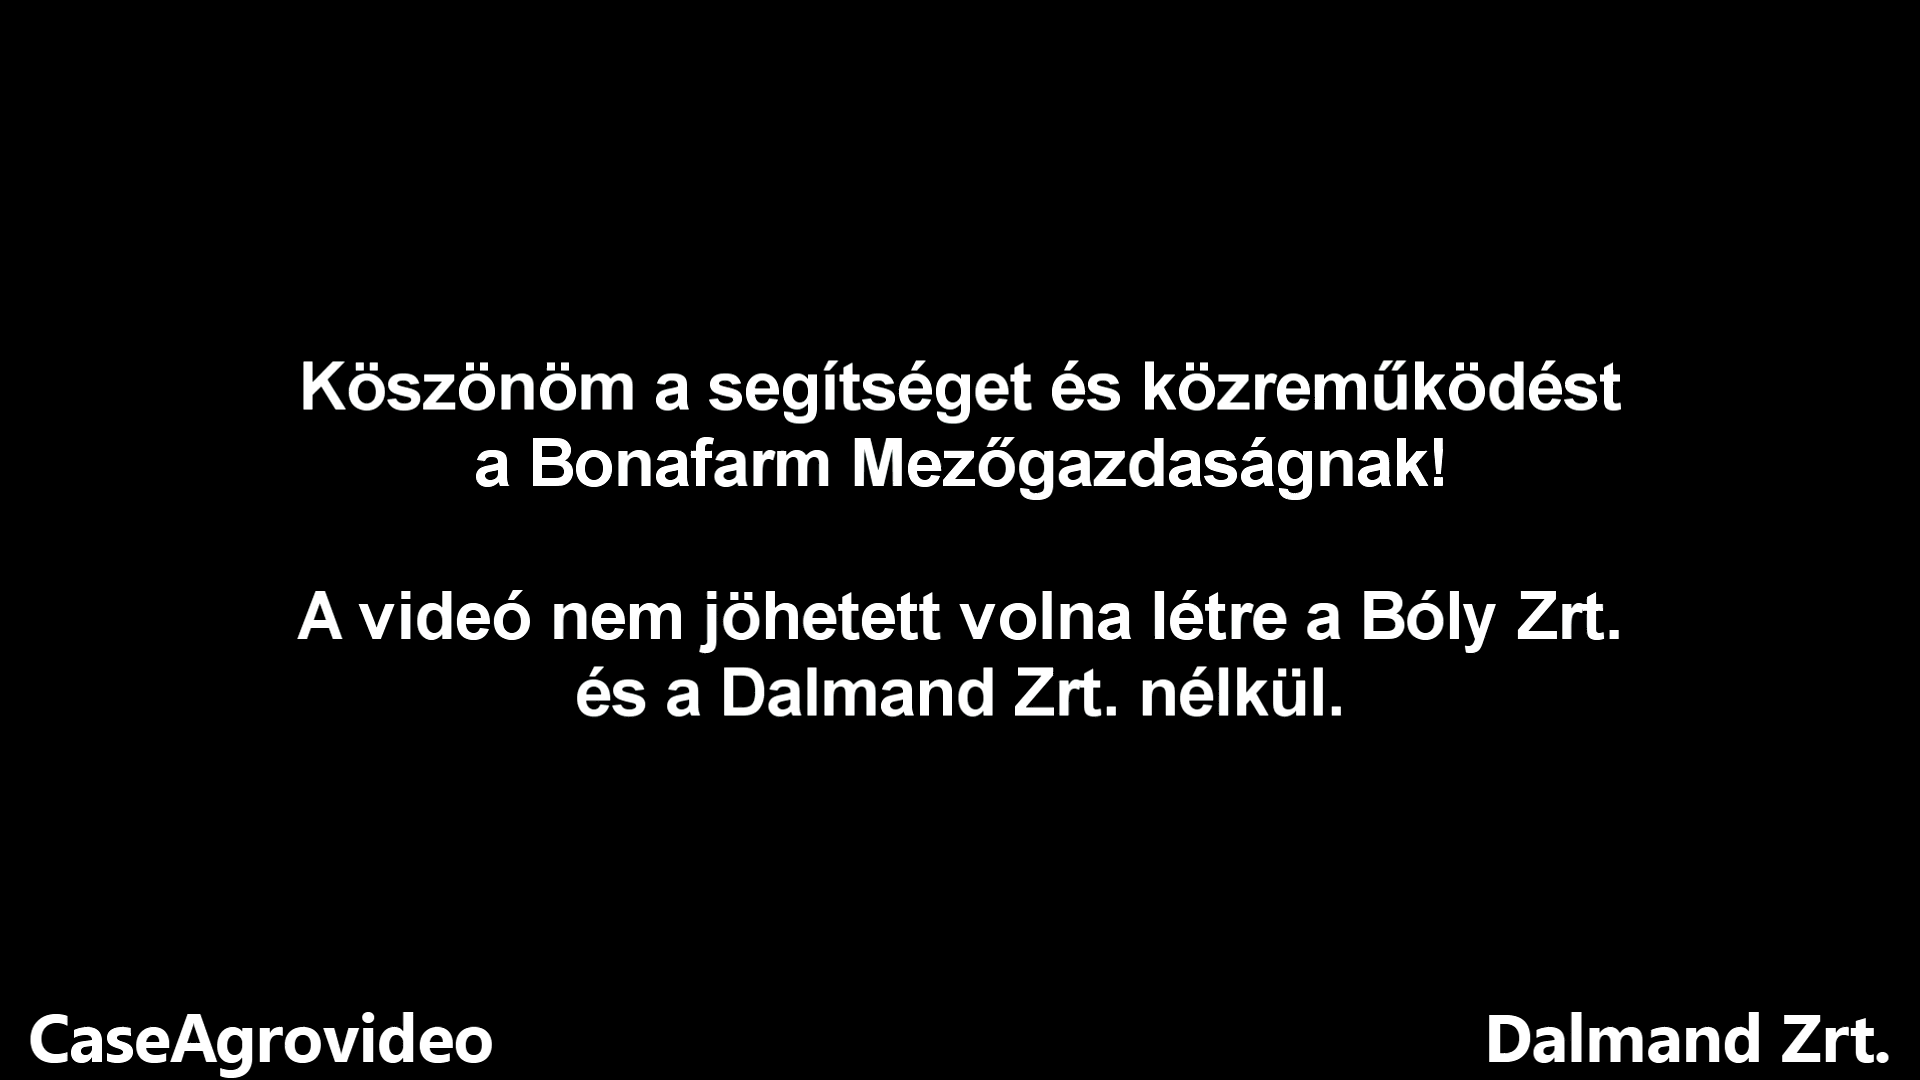 Köszönöm a segítséget és közreműködést
a Bonafarm Mezőgazdaságnak!
A videó nem jöhetett volna létre a Bóly Zrt.
és a Dalmand Zrt. nélkül.
CaseAgrovideo
Dalmand Zrt.